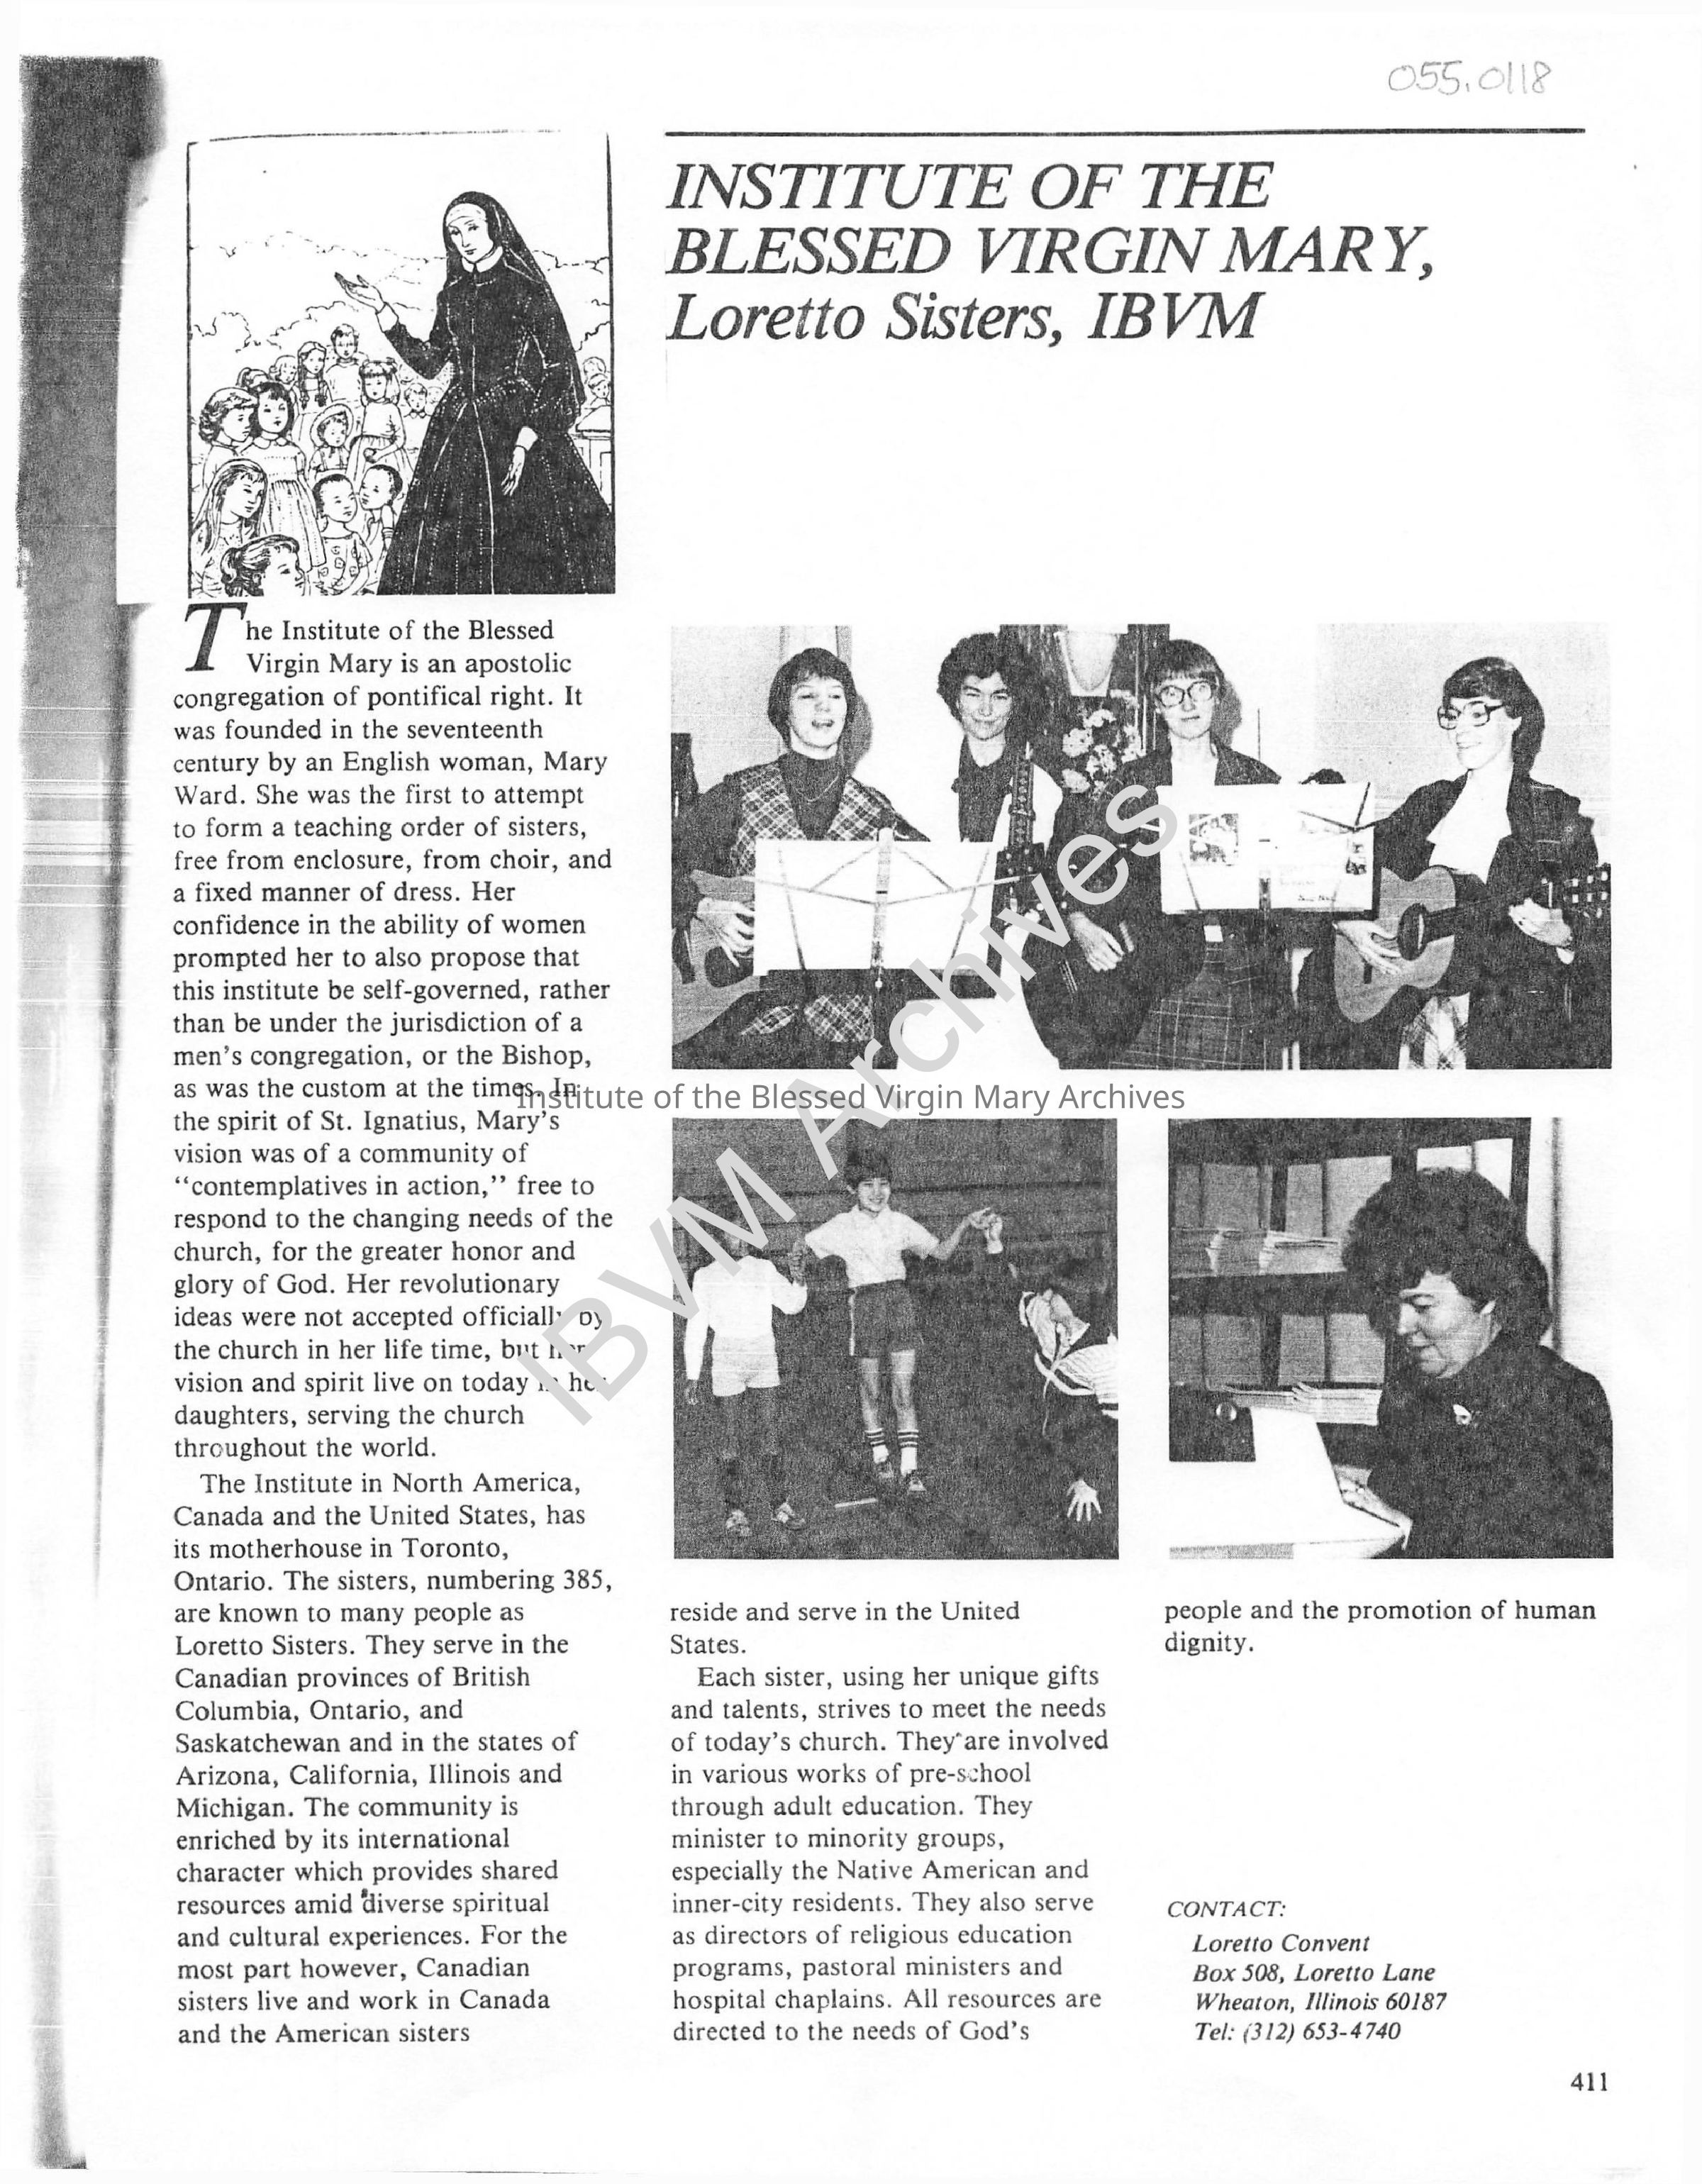 055.0118
INSTITUTE OF THE
BLESSED VIRGIN MARY,
Loretto Sisters, IBVM
The Institute of the Blessed
Virgin Mary is an apostolic
congregation of pontifical right. It
was founded in the seventeenth
century by an English woman, Mary
Ward. She was the first to attempt
to form a teaching order of sisters,
free from enclosure, from choir, and
a fixed manner of dress. Her
confidence in the ability of women
prompted her to also propose that
this institute be self-governed, rather
than be under the jurisdiction of a
men's congregation, or the Bishop,
as was the custom at the times. In
the spirit of St. Ignatius, Mary's
vision was of a community of
“contemplatives in action,” free to
respond to the changing needs of the
church, for the greater honor and
glory of God. Her revolutionary
ideas were not accepted officially by
the church in her life time, but her
vision and spirit live on today in her
daughters, serving the church
throughout the world.
The Institute in North America,
Canada and the United States, has
its motherhouse in Toronto,
Ontario. The sisters, numbering 385,
are known to many people as
Loretto Sisters. They serve in the
Canadian provinces of British
Columbia, Ontario, and
Saskatchewan and in the states of
Arizona, California, Illinois and
Michigan. The community is
enriched by its international
character which provides shared
resources amid diverse spiritual
and cultural experiences. For the
most part however, Canadian
sisters live and work in Canada
and the American sisters
reside and serve in the United
States.
Each sister, using her unique gifts
and talents, strives to meet the needs
of today's church. They are involved
in various works of pre-school
through adult education. They
minister to minority groups,
especially the Native American and
inner-city residents. They also serve
as directors of religious education
programs, pastoral ministers and
hospital chaplains. All resources are
directed to the needs of God's
people and the promotion of human
dignity.
CONTACT:
Loretto Convent
Box 508, Loretto Lane
Wheaton, Illinois 60187
Tel: (312) 653-4740
411
Institute of the Blessed Virgin Mary Archives
IBVM Archives